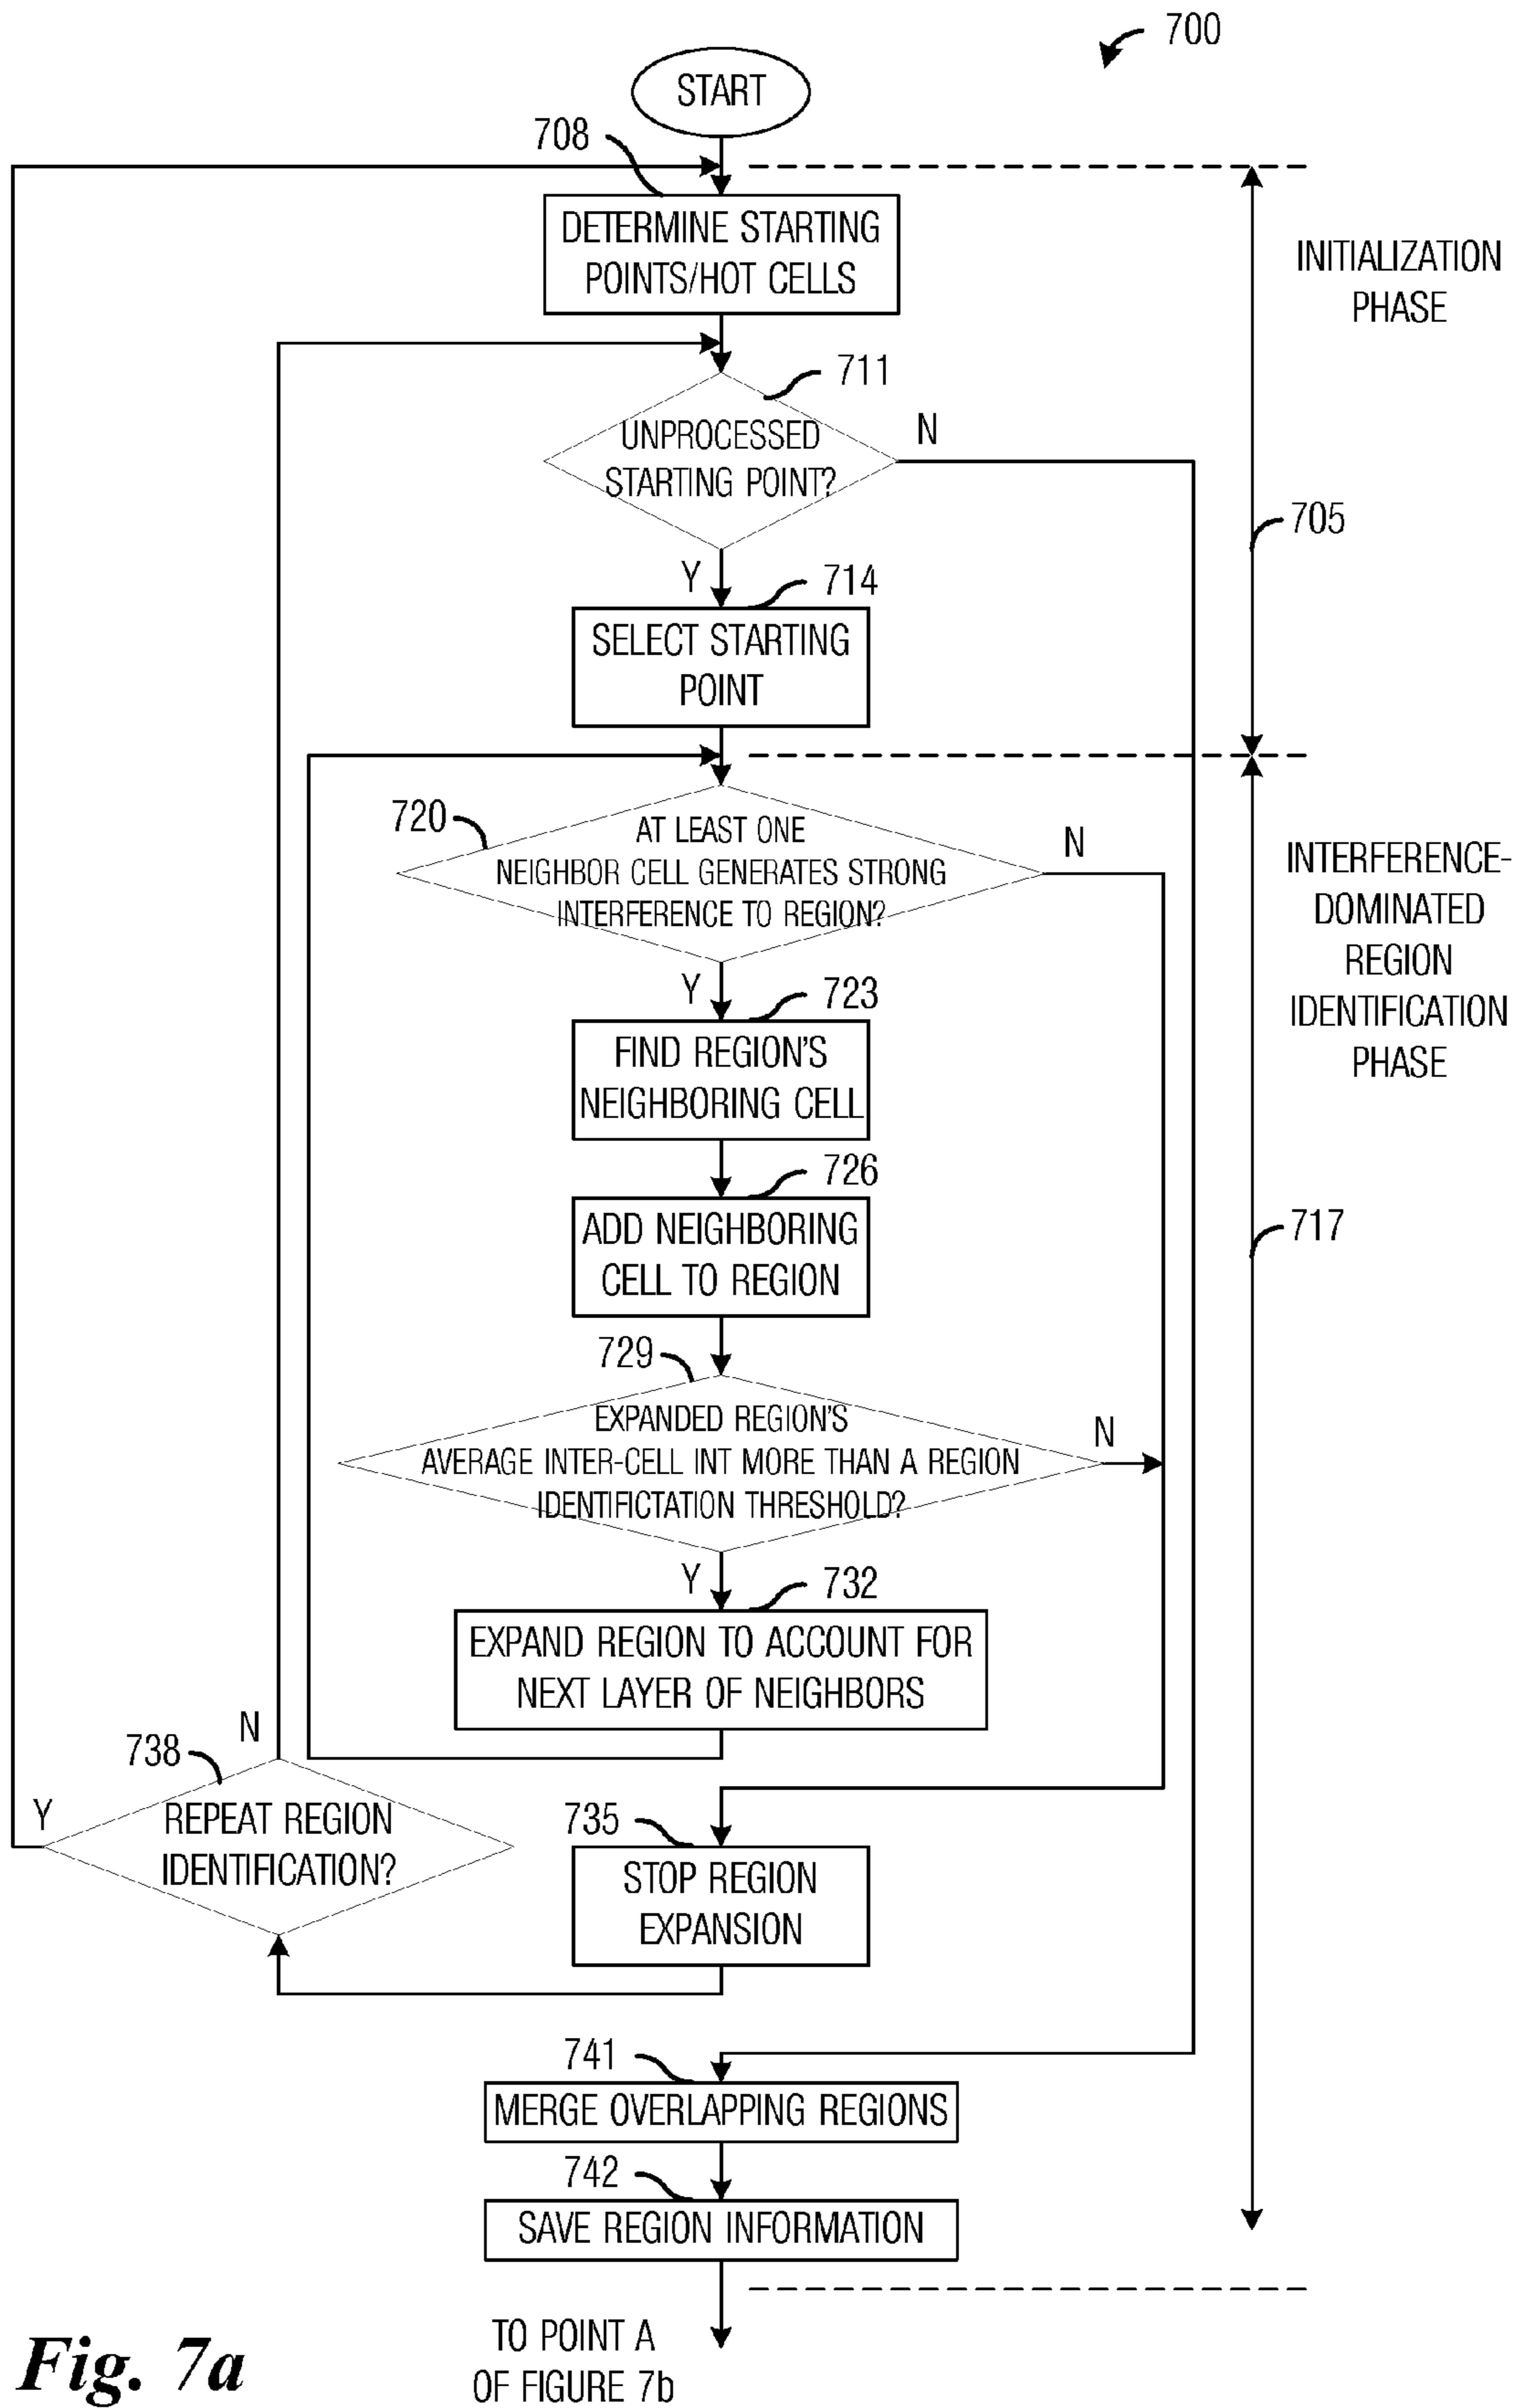 700
START
708
DETERMINE STARTING
POINTS/HOT CELLS
INITIALIZATION
PHASE
711
UNPROCESSED
STARTING POINT?
N
705
Y
714
SELECT STARTING
POINT
720
AT LEAST ONE
NEIGHBOR CELL GENERATES STRONG
INTERFERENCE TO REGION?
N
INTERFERENCE-
DOMINATED
REGION
IDENTIFICATION
PHASE
Y
723
FIND REGION'S
NEIGHBORING CELL
726
ADD NEIGHBORING
CELL TO REGION
717
729
EXPANDED REGION'S
AVERAGE INTER-CELL INT MORE THAN A REGION
IDENTIFICTATION THRESHOLD?
N
Y
732
EXPAND REGION TO ACCOUNT FOR
NEXT LAYER OF NEIGHBORS
N
738
Y
REPEAT REGION
IDENTIFICATION?
735
STOP REGION
EXPANSION
741
MERGE OVERLAPPING REGIONS
742
SAVE REGION INFORMATION
TO POINT A
OF FIGURE 7b
Fig. 7a